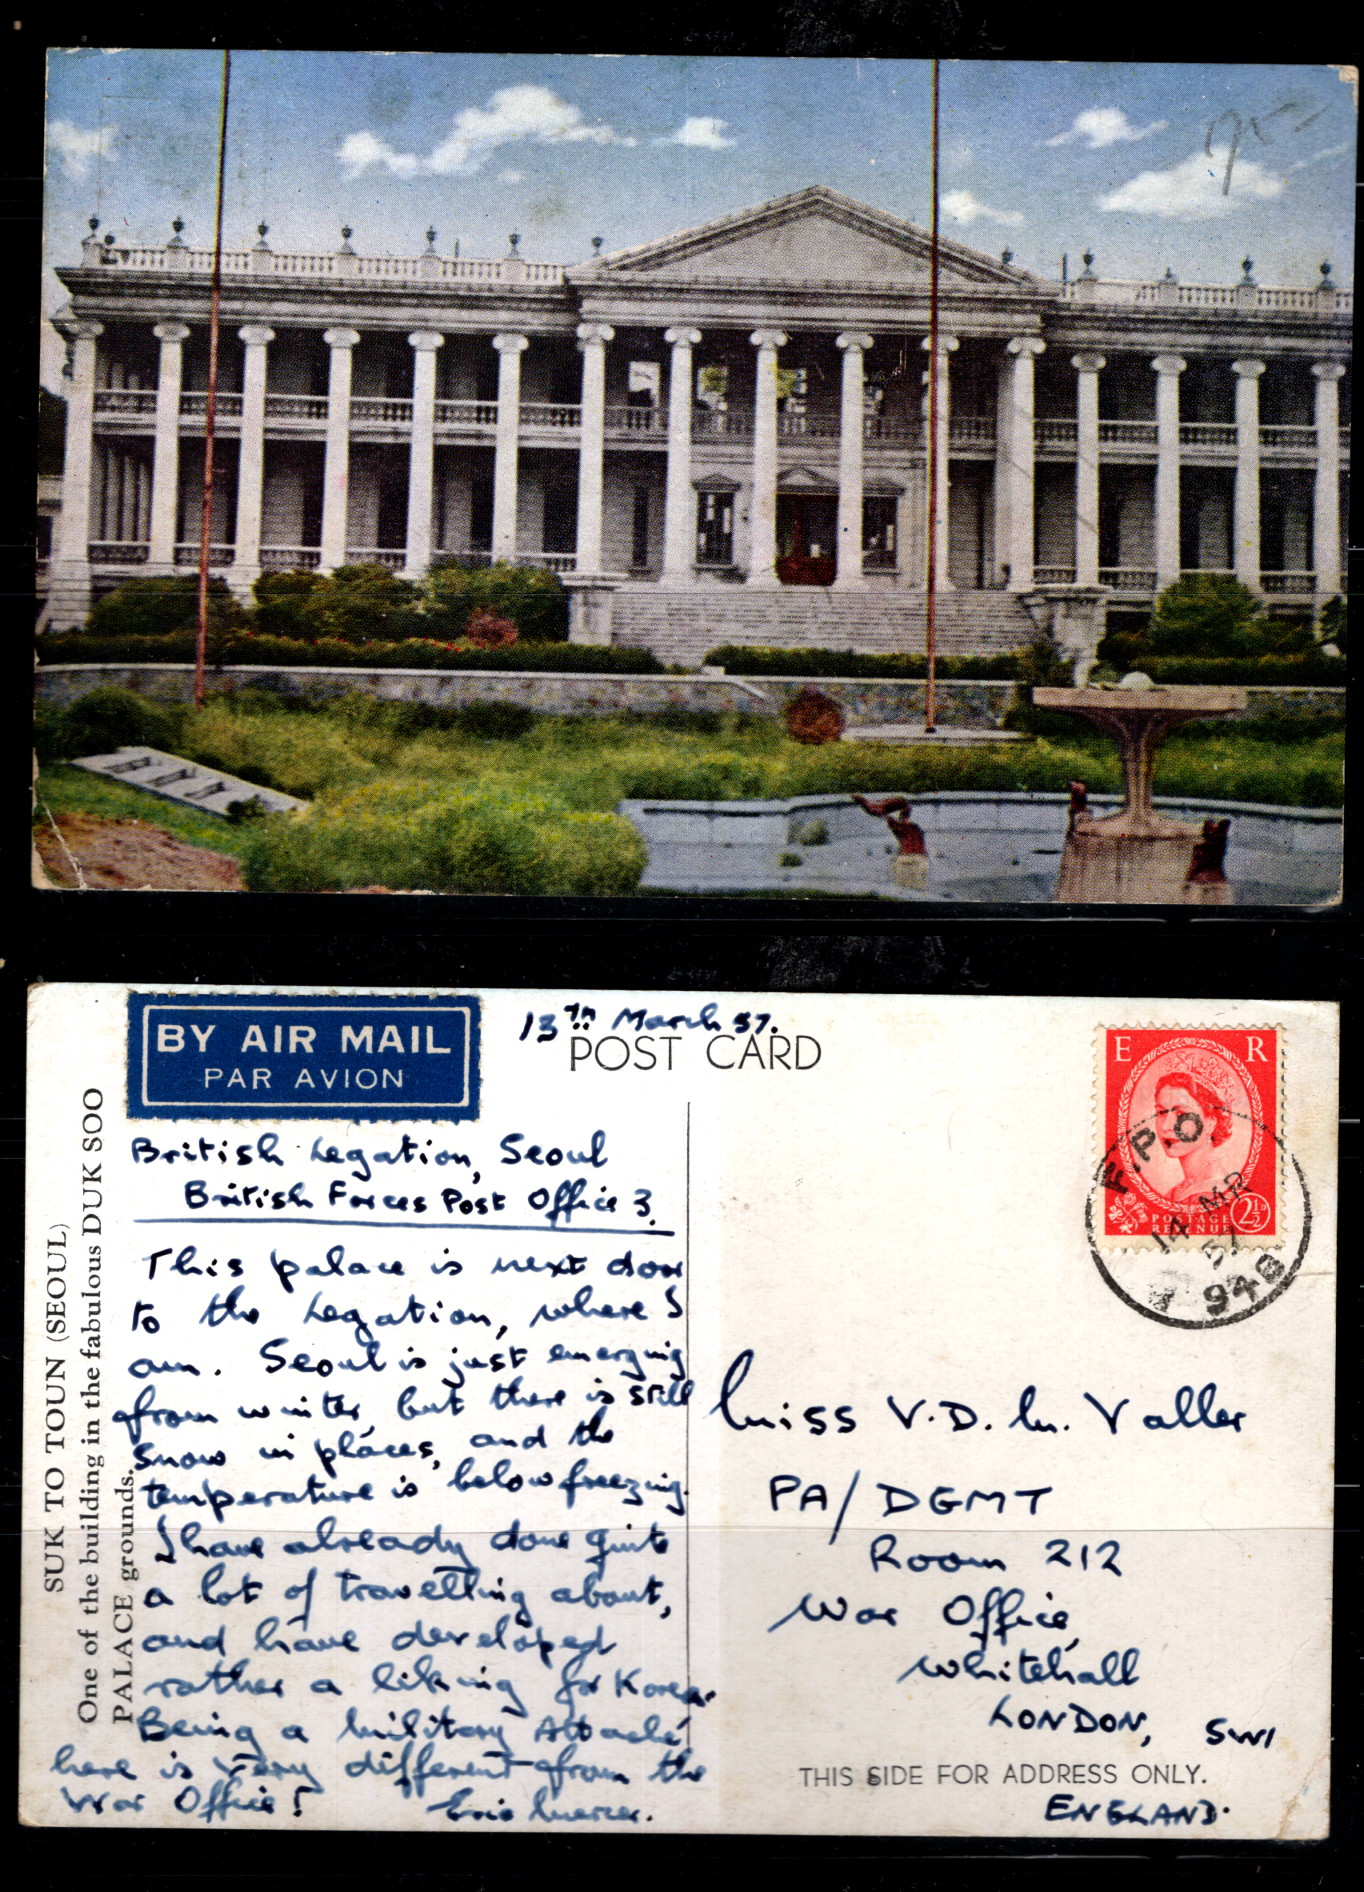 BY AIR MAIL
PAR AVION
13th March 57.
POST CARD
E R
POSTAGE
REVENUE
2½D
F.P.O.
14 MR
57
948
SUK TO TOUN (SEOUL)
One of the building in the fabulous DUK SOO
PALACE grounds.
British Legation, Seoul
British Forces Post Office 3.
This palace is next door
to the Legation, where I
am. Seoul is just emerging
from winter, but there is still
snow in places, and the
temperature is below freezing.
I have already done quite
a lot of travelling about,
and have developed
rather a liking for Korea.
Being a Military Attaché
here is very different from the
War Office!
Eric Mercer.
Miss V.D.M. Valler
PA/DGMT
Room 212
War Office,
Whitehall
LONDON, SW1
THIS SIDE FOR ADDRESS ONLY.
ENGLAND.